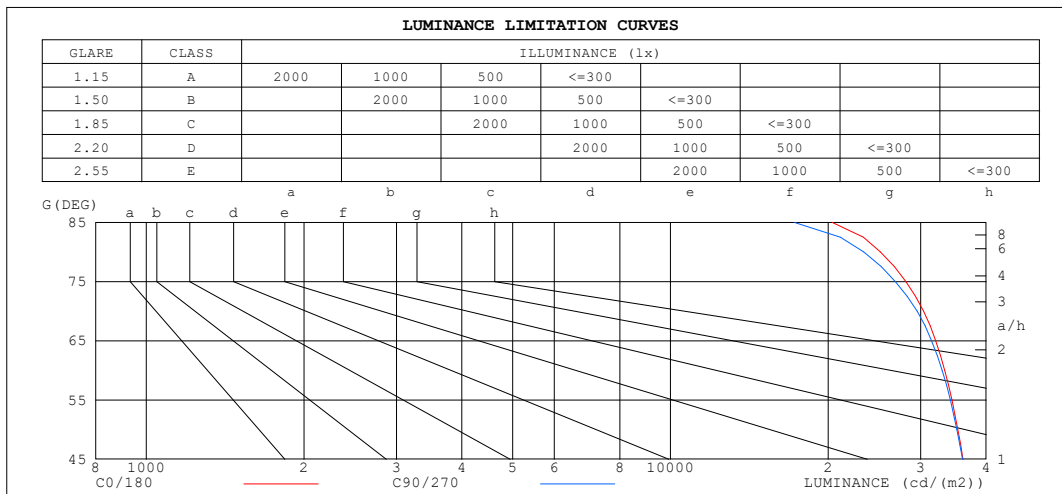 LUMINANCE LIMITATION CURVES
GLARE CLASS ILLUMINANCE (lx)
1.15 A 2000 1000 500 <=300
1.50 B 2000 1000 500 <=300
1.85 C 2000 1000 500 <=300
2.20 D 2000 1000 500 <=300
2.55 E 2000 1000 500 <=300
a b c d e f g h
G(DEG)
a b c d e f g h
85
8
6
75
4
3
a/h
65
2
55
45 1
8 1000 2 3 4 5 6 8 10000 2 3 4
C0/180 C90/270 LUMINANCE (cd/(m2))